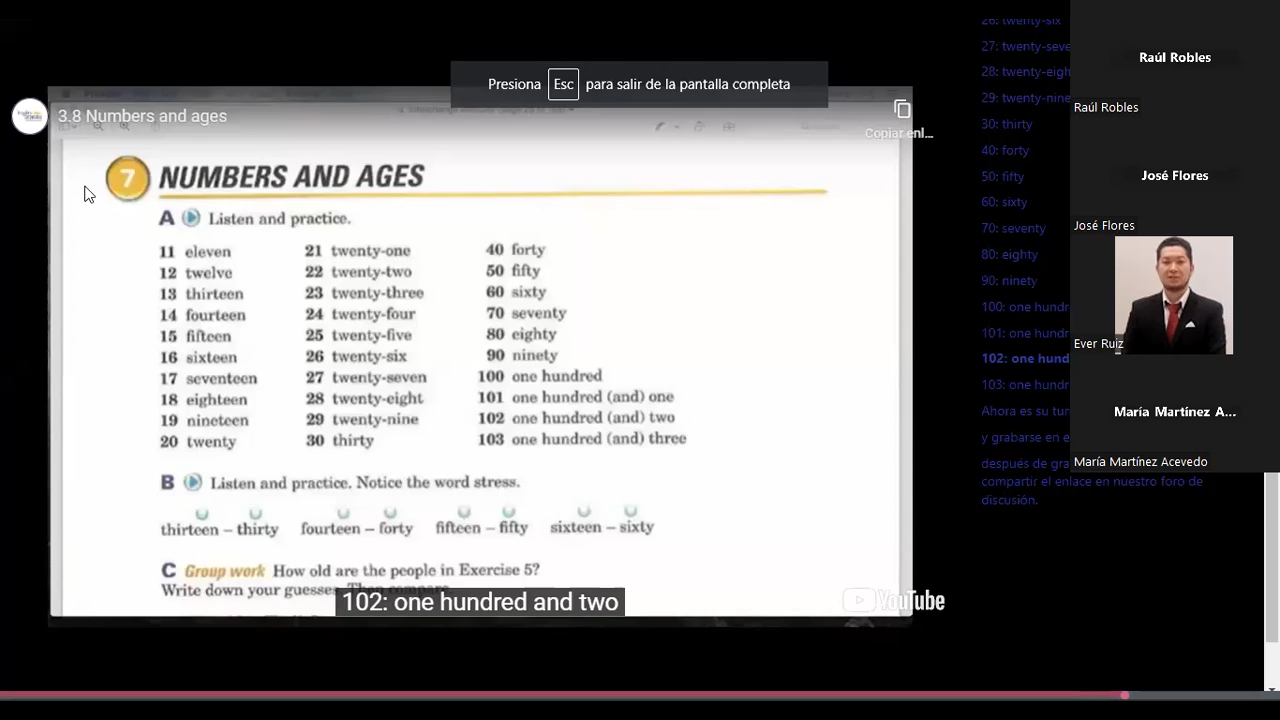 Presiona Esc para salir de la pantalla completa
3.8 Numbers and ages
Copiar enl...
7 NUMBERS AND AGES
A Listen and practice.
11 eleven
12 twelve
13 thirteen
14 fourteen
15 fifteen
16 sixteen
17 seventeen
18 eighteen
19 nineteen
20 twenty
21 twenty-one
22 twenty-two
23 twenty-three
24 twenty-four
25 twenty-five
26 twenty-six
27 twenty-seven
28 twenty-eight
29 twenty-nine
30 thirty
40 forty
50 fifty
60 sixty
70 seventy
80 eighty
90 ninety
100 one hundred
101 one hundred (and) one
102 one hundred (and) two
103 one hundred (and) three
B Listen and practice. Notice the word stress.
thirteen – thirty fourteen – forty fifteen – fifty sixteen – sixty
C Group work How old are the people in Exercise 5?
Write down your guesses. Then compare.
102: one hundred and two
YouTube
26: twenty-six
27: twenty-seve
28: twenty-eigh
29: twenty-nine
30: thirty
40: forty
50: fifty
60: sixty
70: seventy
80: eighty
90: ninety
100: one hundr
101: one hundr
102: one hund
103: one hundr
Ahora es su tur
y grabarse en e
después de gra
compartir el enlace en nuestro foro de
discusión.
Raúl Robles
Raúl Robles
José Flores
José Flores
Ever Ruiz
María Martínez A...
María Martínez Acevedo